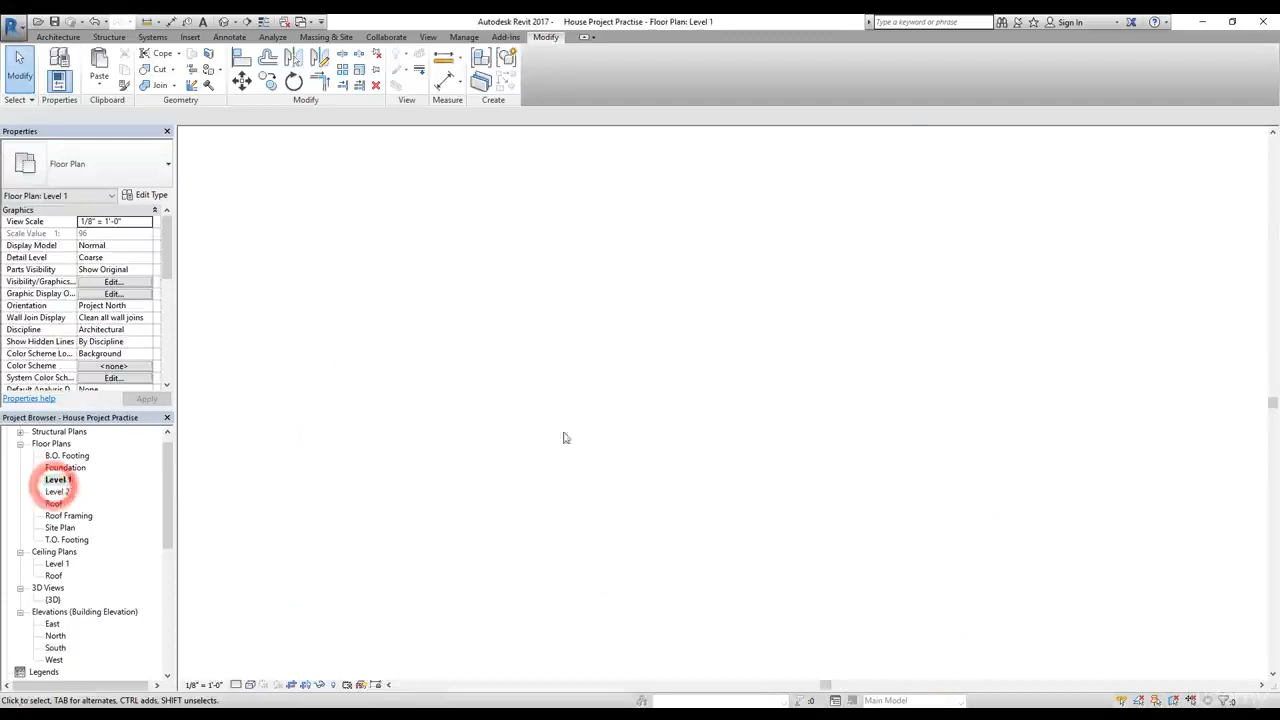 Autodesk Revit 2017 - House Project Practise - Floor Plan: Level 1
Type a keyword or phrase
Sign In
Architecture Structure Systems Insert Annotate Analyze Massing & Site Collaborate View Manage Add-Ins Modify
Modify
Paste
Cope
Cut
Join
Select Properties Clipboard Geometry Modify View Measure Create
Properties
Floor Plan
Floor Plan: Level 1 Edit Type
Graphics
View Scale 1/8" = 1'-0"
Scale Value 1: 96
Display Model Normal
Detail Level Coarse
Parts Visibility Show Original
Visibility/Graphics... Edit...
Graphic Display O... Edit...
Orientation Project North
Wall Join Display Clean all wall joins
Discipline Architectural
Show Hidden Lines By Discipline
Color Scheme Lo... Background
Color Scheme <none>
System Color Sch... Edit...
Default Analysis D... None
Properties help Apply
Project Browser - House Project Practise
Structural Plans
Floor Plans
B.O. Footing
Foundation
Level 1
Level 2
Roof
Roof Framing
Site Plan
T.O. Footing
Ceiling Plans
Level 1
Roof
3D Views
{3D}
Elevations (Building Elevation)
East
North
South
West
Legends
1/8" = 1'-0"
Click to select, TAB for alternates, CTRL adds, SHIFT unselects.
:0
Main Model
:0